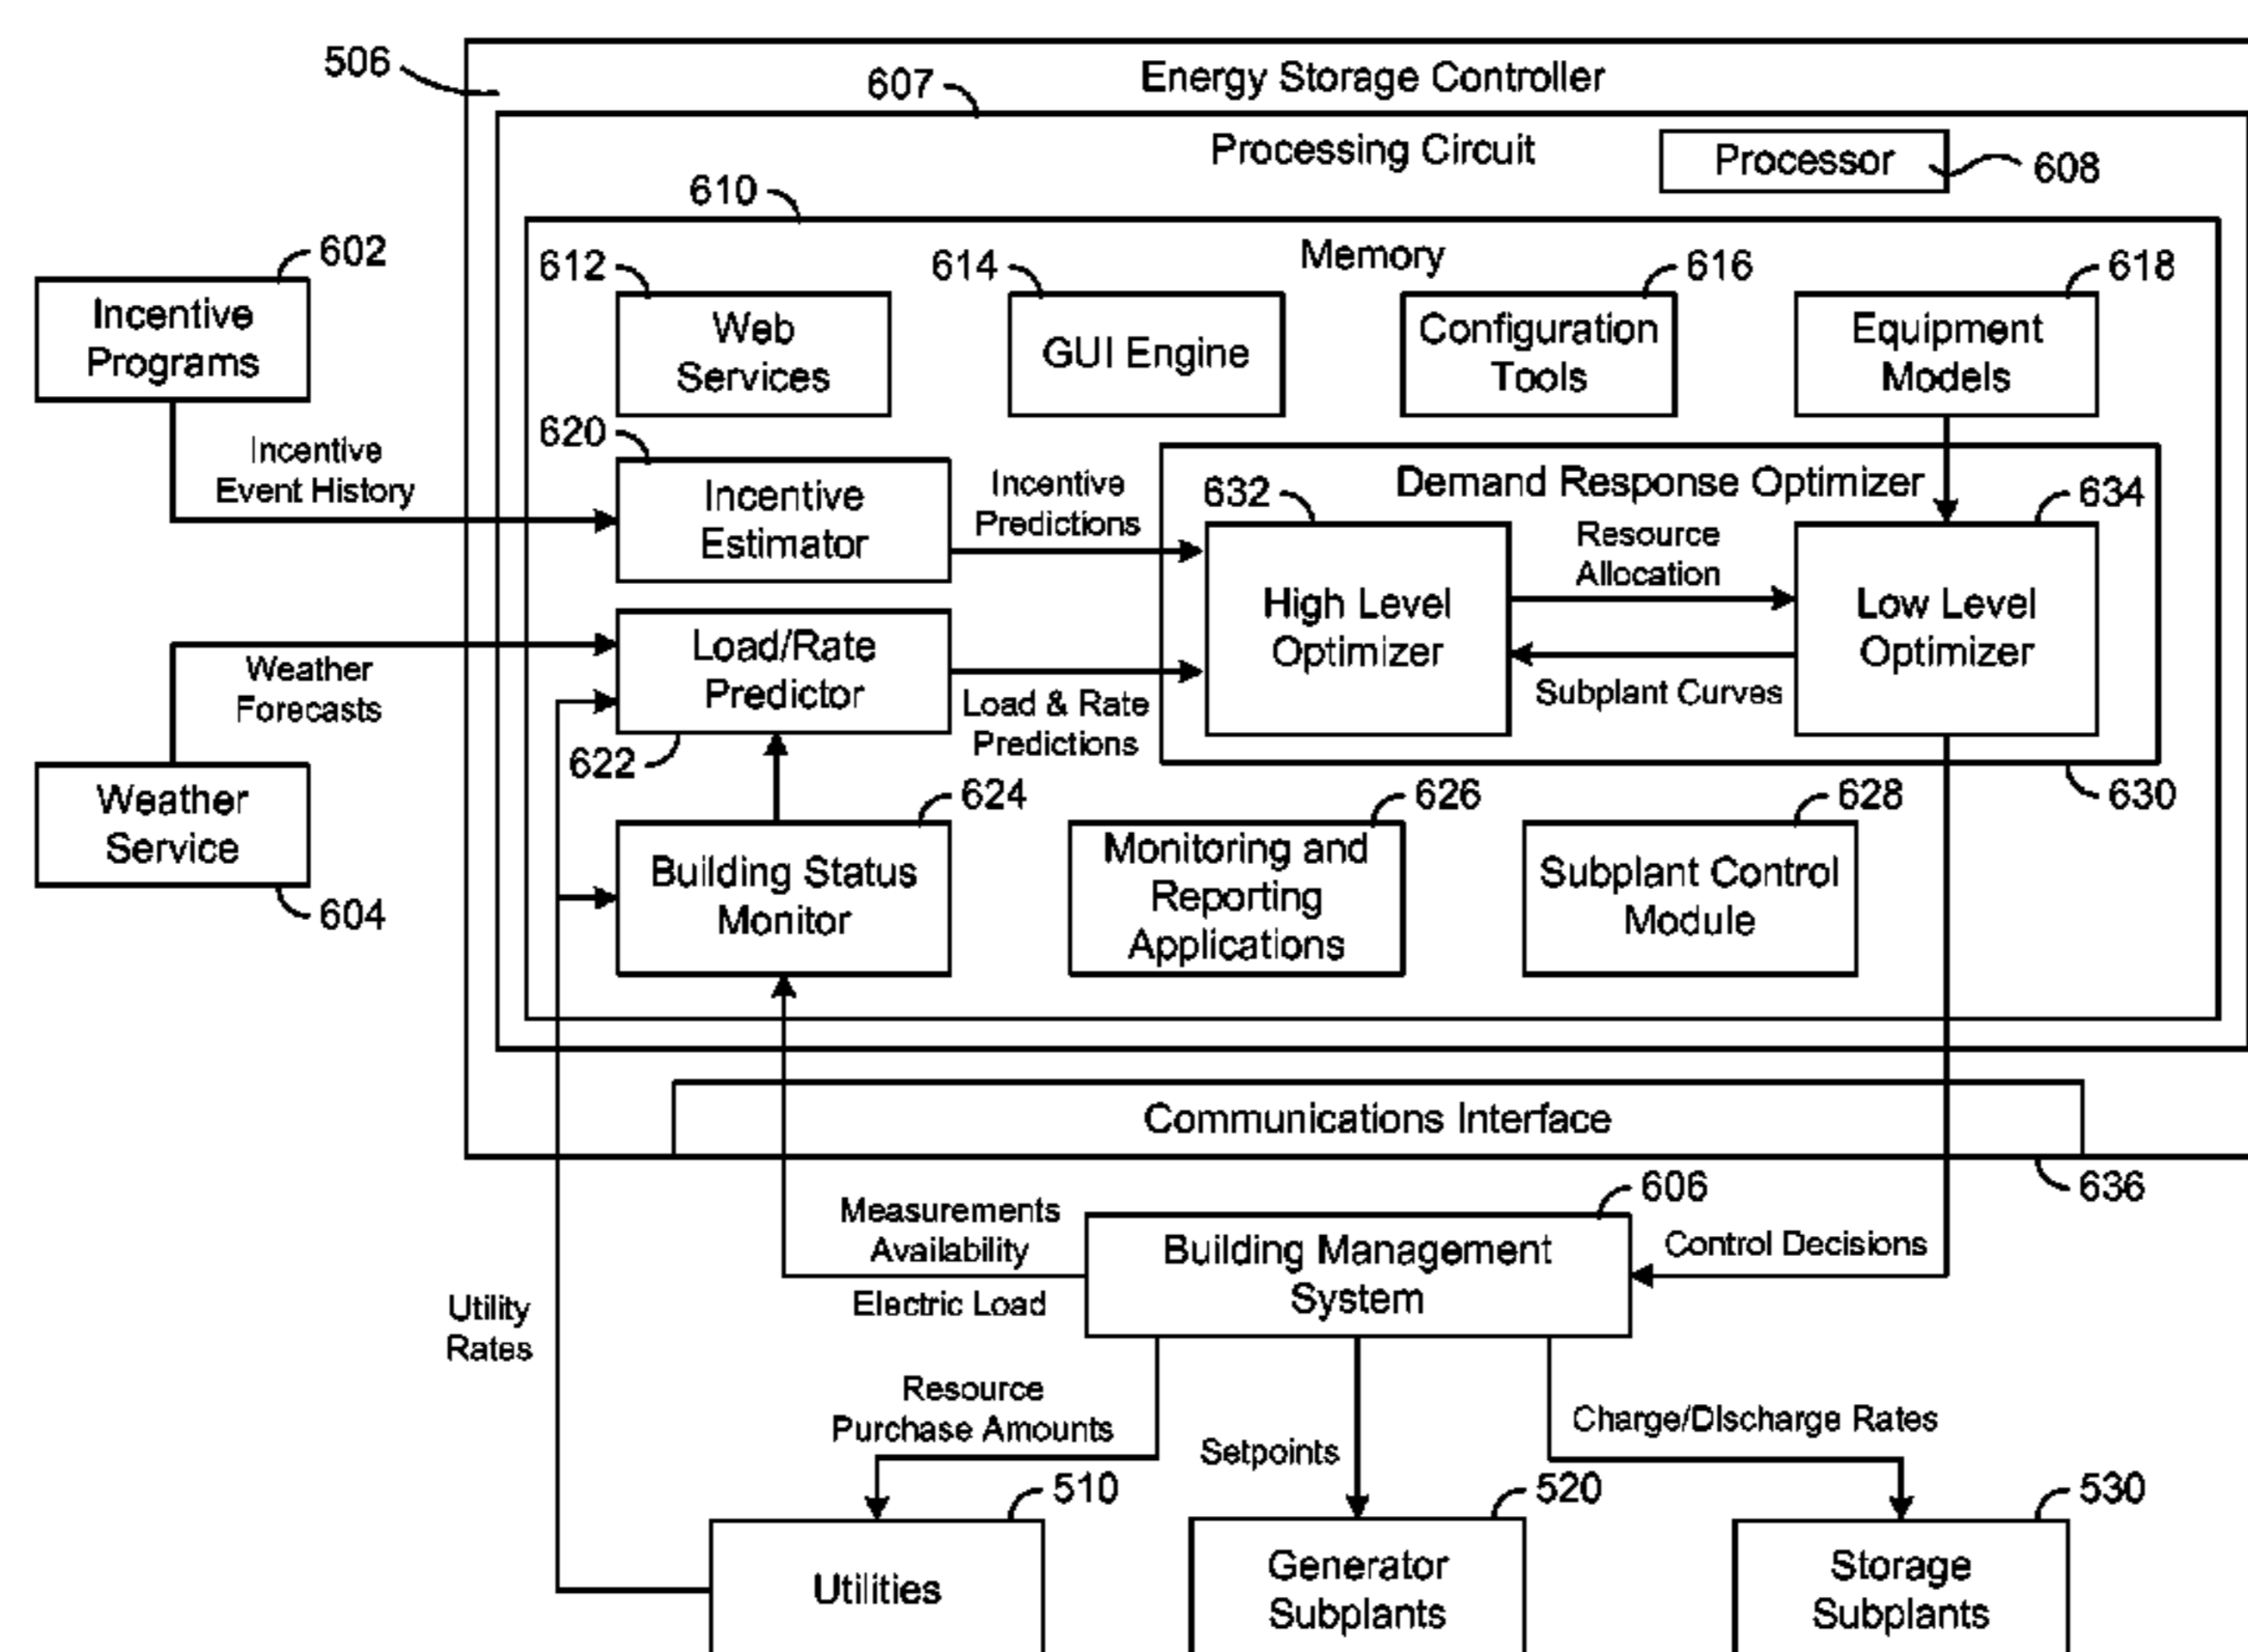 506
Energy Storage Controller
607
Processing Circuit
Processor
608
610
Memory
602
Incentive
Programs
612
Web
Services
614
GUI Engine
616
Configuration
Tools
618
Equipment
Models
Incentive
Event History
620
Incentive
Estimator
Incentive
Predictions
Demand Response Optimizer
632
High Level
Optimizer
Resource
Allocation
634
Low Level
Optimizer
Subplant Curves
Weather
Forecasts
Load/Rate
Predictor
622
Load & Rate
Predictions
630
Weather
Service
604
624
Building Status
Monitor
626
Monitoring and
Reporting
Applications
628
Subplant Control
Module
Communications Interface
636
Measurements
Availability
Electric Load
606
Building Management
System
Control Decisions
Utility
Rates
Resource
Purchase Amounts
Setpoints
Charge/DIscharge Rates
510
Utilities
520
Generator
Subplants
530
Storage
Subplants